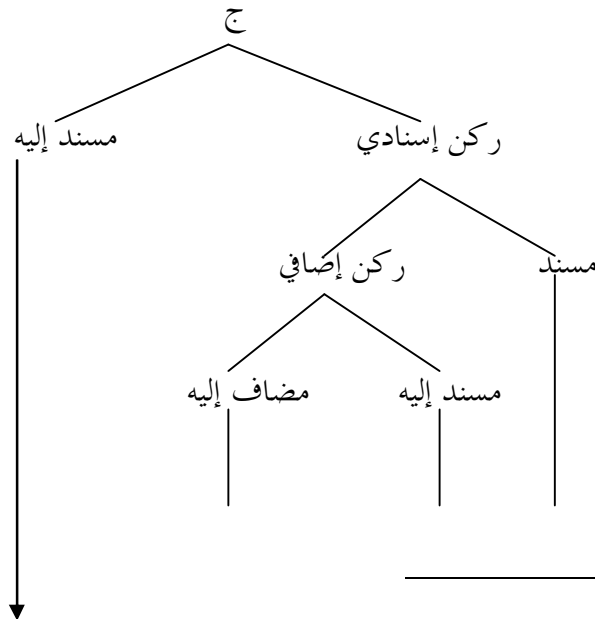 ج
ركن إسنادي مسند إليه
مسند ركن إضافي
مسند إليه مضاف إليه